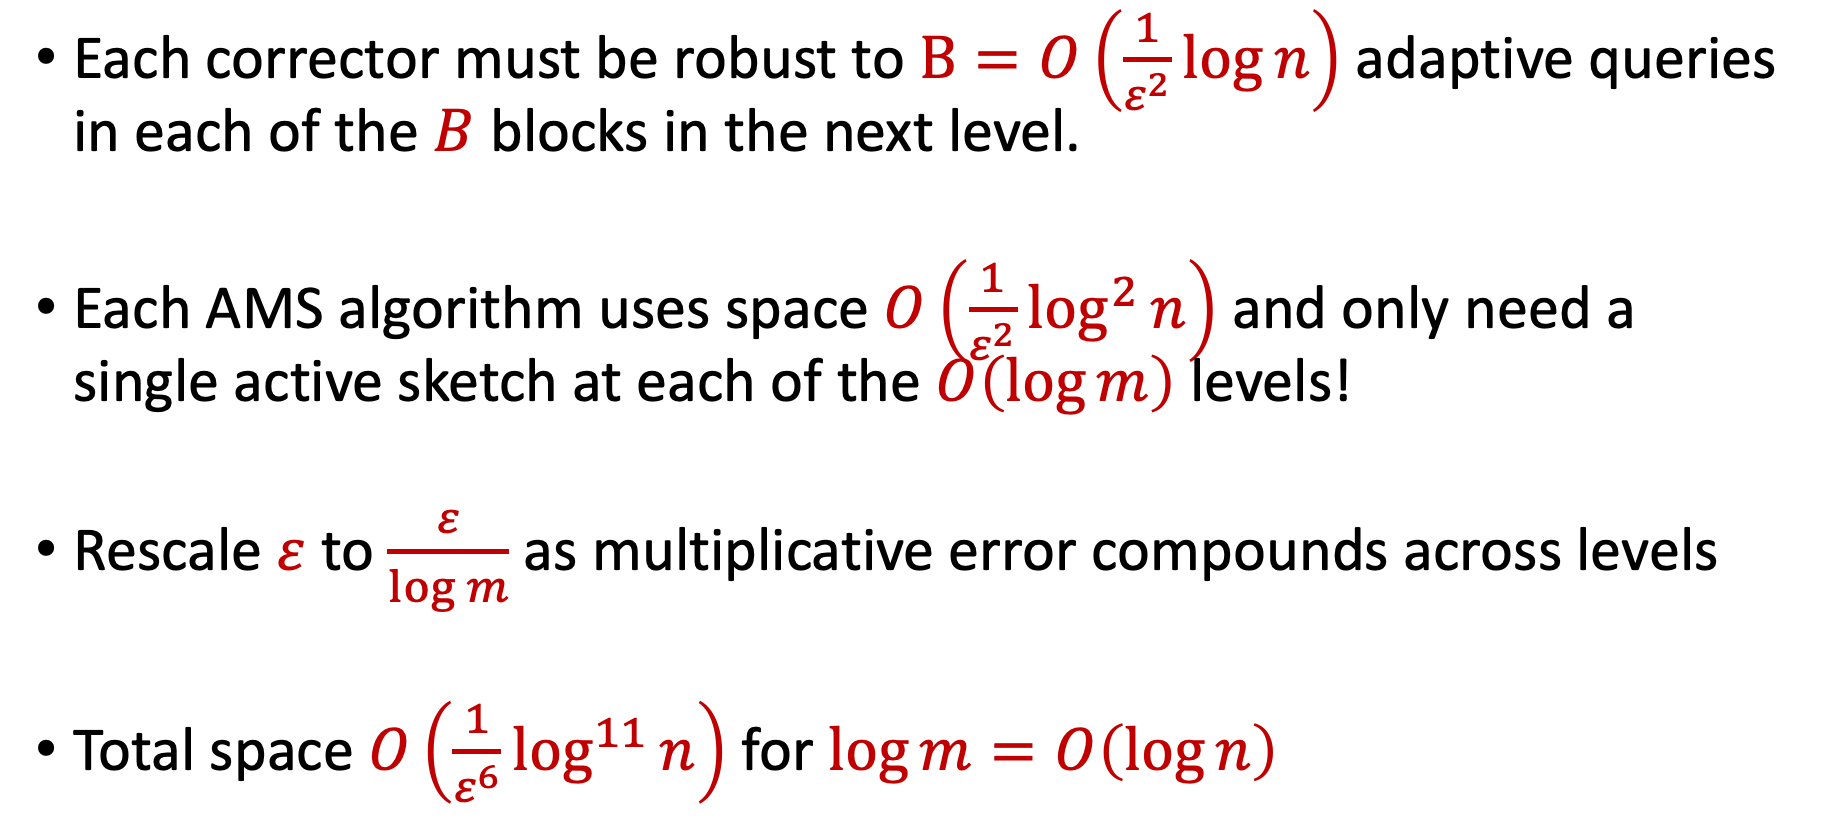 • Each corrector must be robust to B = O(1/ε² log n) adaptive queries
in each of the B blocks in the next level.
• Each AMS algorithm uses space O(1/ε² log² n) and only need a
single active sketch at each of the O(log m) levels!
• Rescale ε to ε/log m as multiplicative error compounds across levels
• Total space O(1/ε⁶ log¹¹ n) for log m = O(log n)